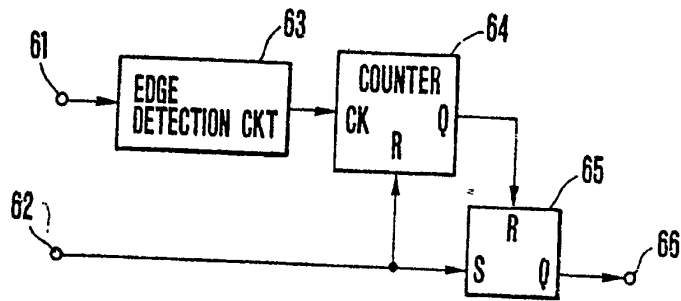 61
63
64
EDGE
DETECTION CKT
COUNTER
CK Q
R
62
65
R
S Q
66